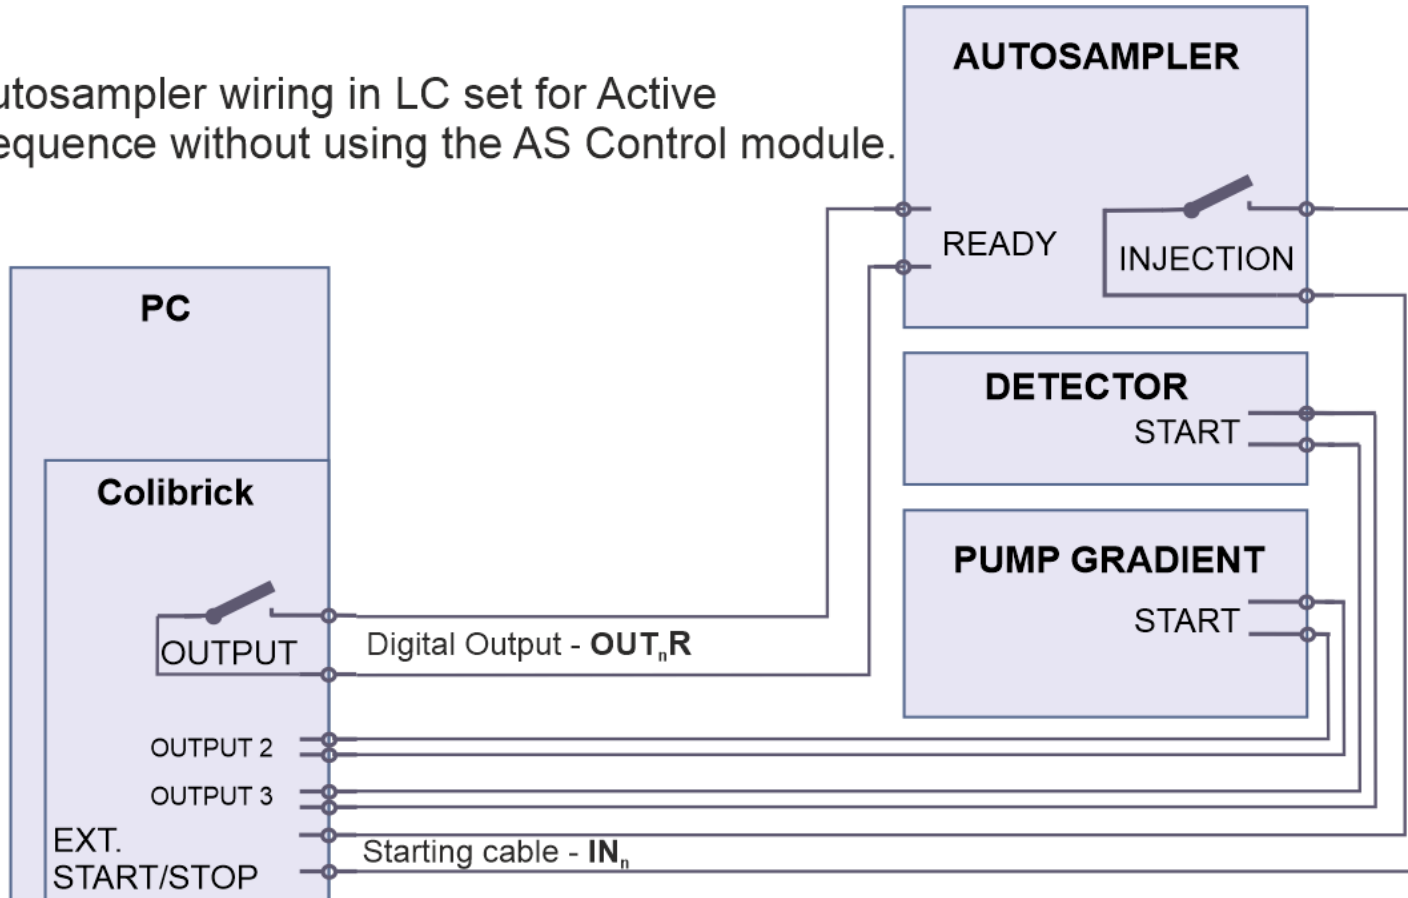 utosampler wiring in LC set for Active
equence without using the AS Control module.
AUTOSAMPLER
READY
INJECTION
PC
DETECTOR
START
Colibrick
PUMP GRADIENT
START
OUTPUT
Digital Output - OUTₙR
OUTPUT 2
OUTPUT 3
EXT.
START/STOP
Starting cable - INₙ